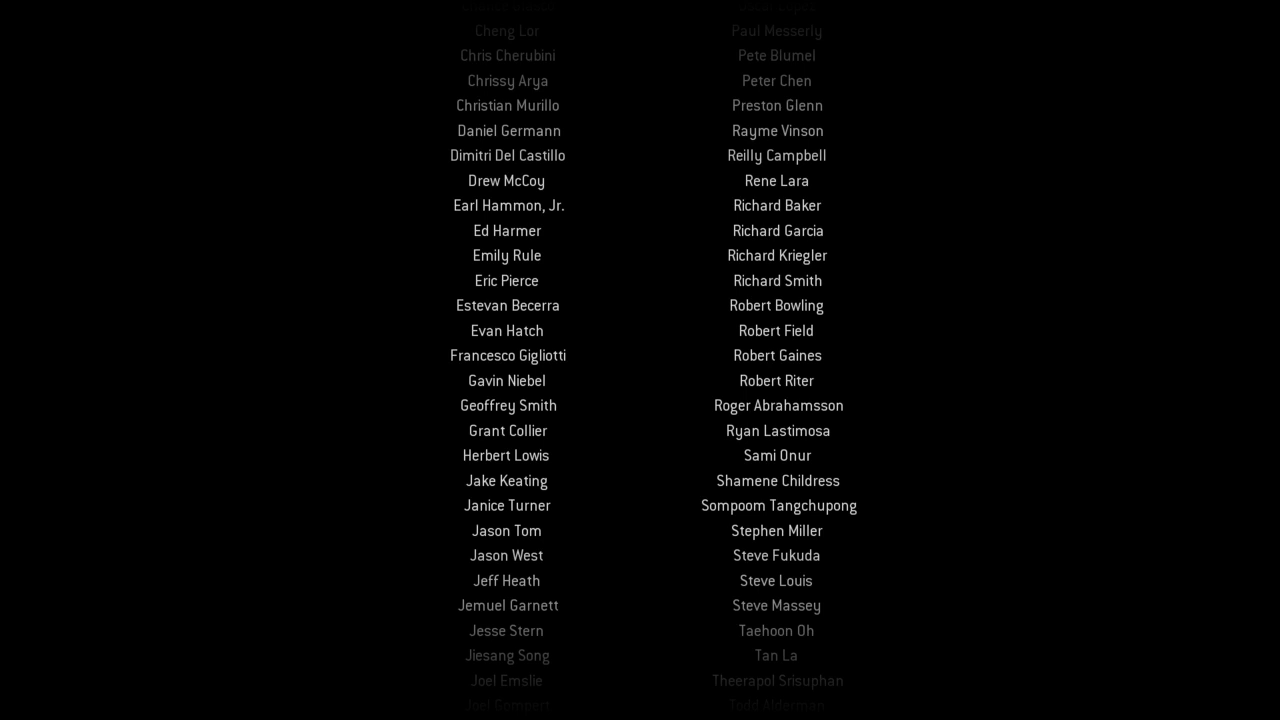 Cheng Lor
Chris Cherubini
Chrissy Arya
Christian Murillo
Daniel Germann
Dimitri Del Castillo
Drew McCoy
Earl Hammon, Jr.
Ed Harmer
Emily Rule
Eric Pierce
Estevan Becerra
Evan Hatch
Francesco Gigliotti
Gavin Niebel
Geoffrey Smith
Grant Collier
Herbert Lowis
Jake Keating
Janice Turner
Jason Tom
Jason West
Jeff Heath
Jemuel Garnett
Jesse Stern
Jiesang Song
Joel Emslie
Joel Gompert
Paul Messerly
Pete Blumel
Peter Chen
Preston Glenn
Rayme Vinson
Reilly Campbell
Rene Lara
Richard Baker
Richard Garcia
Richard Kriegler
Richard Smith
Robert Bowling
Robert Field
Robert Gaines
Robert Riter
Roger Abrahamsson
Ryan Lastimosa
Sami Onur
Shamene Childress
Sompoom Tangchupong
Stephen Miller
Steve Fukuda
Steve Louis
Steve Massey
Taehoon Oh
Tan La
Theerapol Srisuphan
Todd Alderman